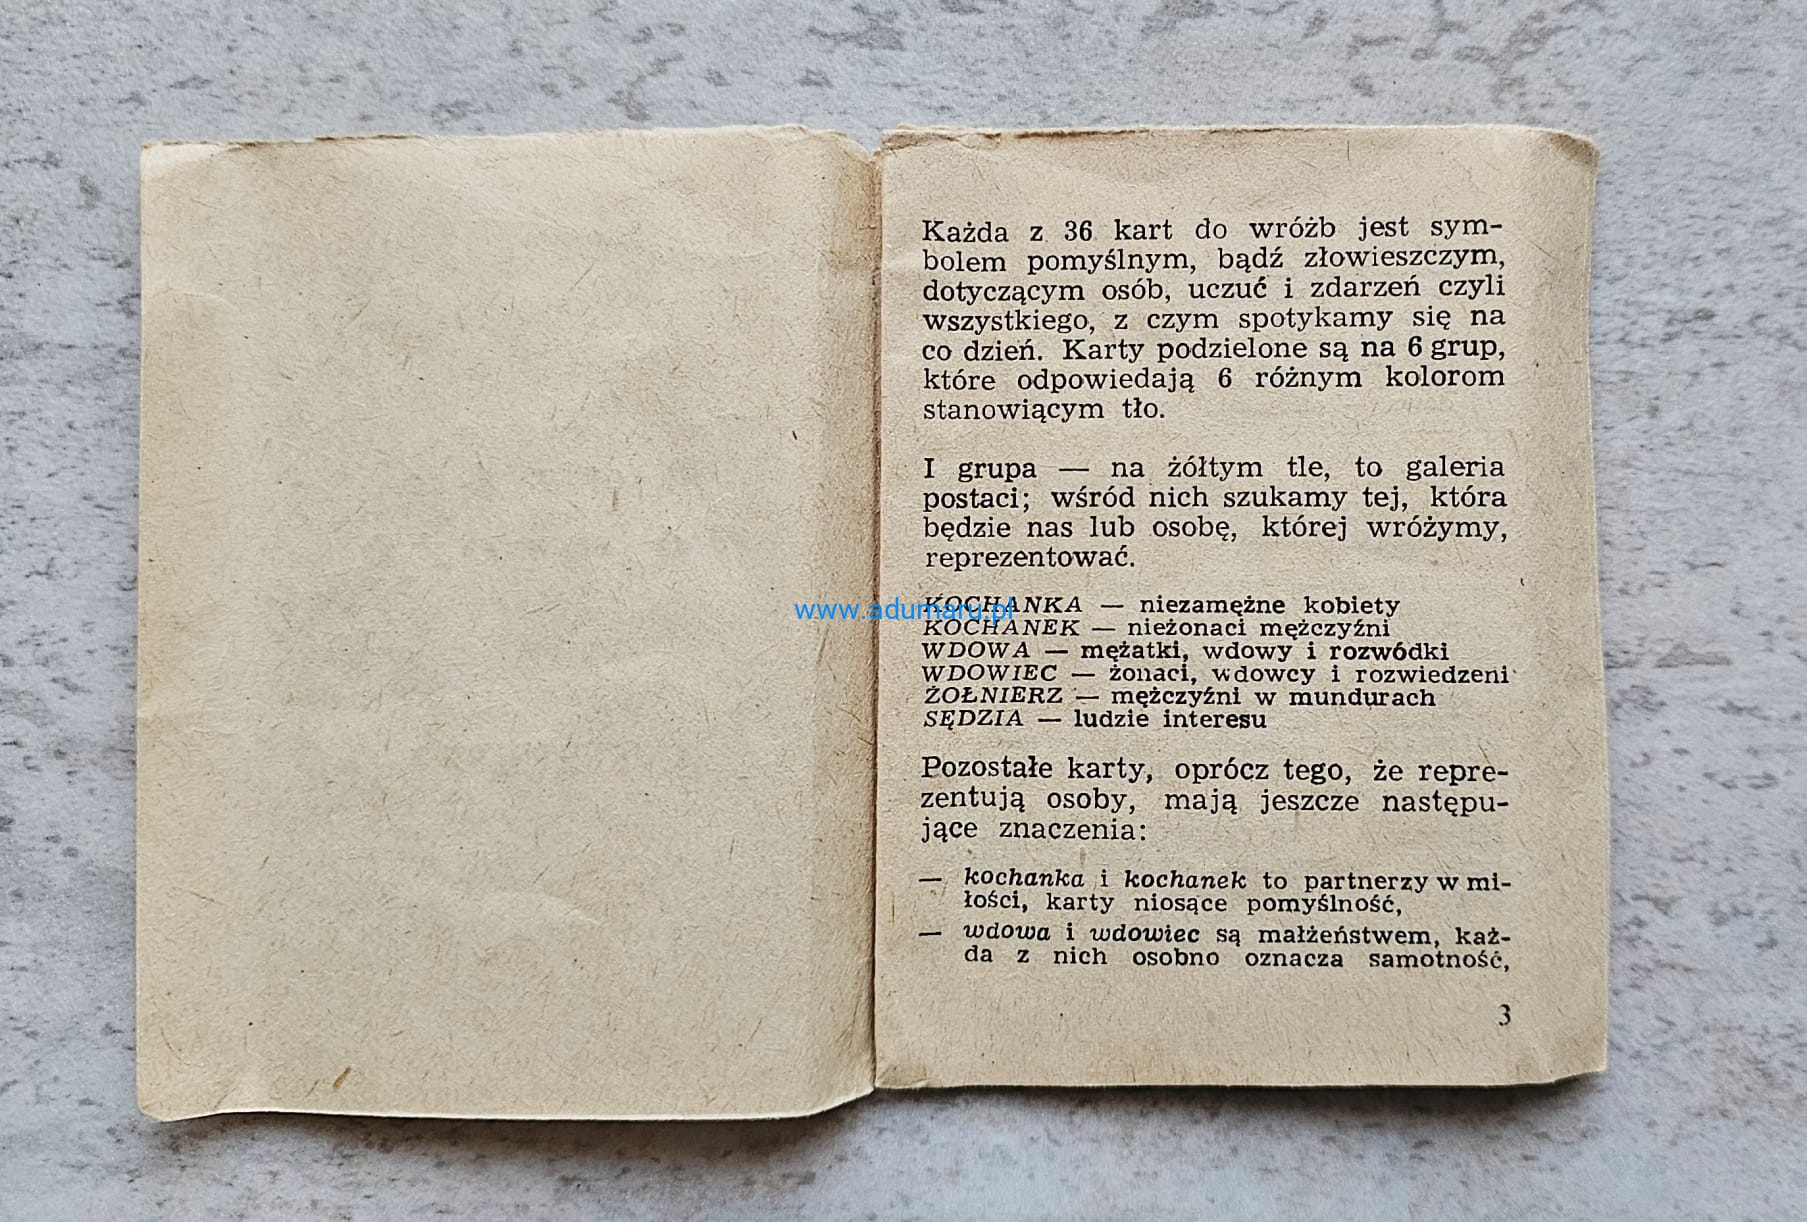 Każda z 36 kart do wróżb jest sym-
bolem pomyślnym, bądź złowieszczym,
dotyczącym osób, uczuć i zdarzeń czyli
wszystkiego, z czym spotykamy się na
co dzień. Karty podzielone są na 6 grup,
które odpowiedają 6 różnym kolorom
stanowiącym tło.
I grupa — na żółtym tle, to galeria
postaci; wśród nich szukamy tej, która
będzie nas lub osobę, której wróżymy,
reprezentować.
KOCHANKA — niezamężne kobiety
www.adumaru.pl
KOCHANEK — nieżonaci mężczyźni
WDOWA — mężatki, wdowy i rozwódki
WDOWIEC — żonaci, wdowcy i rozwiedzeni
ŻOŁNIERZ — mężczyźni w mundurach
SĘDZIA — ludzie interesu
Pozostałe karty, oprócz tego, że repre-
zentują osoby, mają jeszcze następu-
jące znaczenia:
— kochanka i kochanek to partnerzy w mi-
łości, karty niosące pomyślność,
— wdowa i wdowiec są małżeństwem, każ-
da z nich osobno oznacza samotność,
3